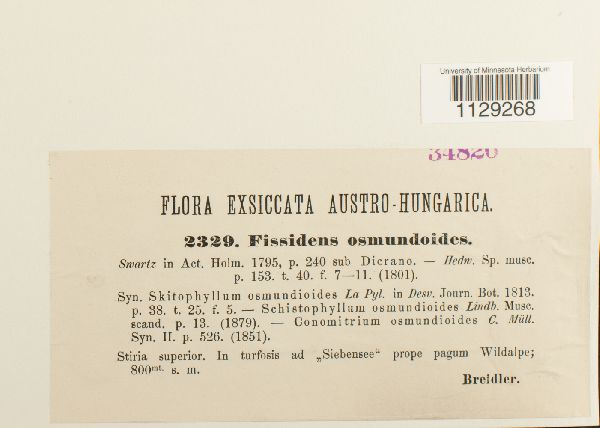 University of Minnesota Herbarium
1129268
34820
FLORA EXSICCATA AUSTRO-HUNGARICA.
2329. Fissidens osmundoides.
Swartz in Act. Holm. 1795, p. 240 sub Dicrano. — Hedw. Sp. musc.
p. 153. t. 40. f. 7—11. (1801).
Syn. Skitophyllum osmundioides La Pyl. in Desv. Journ. Bot. 1813.
p. 38. t. 25. f. 5. — Schistophyllum osmundioides Lindb. Musc.
scand. p. 13. (1879). — Conomitrium osmundioides C. Müll.
Syn. II. p. 526. (1851).
Stiria superior. In turfosis ad „Siebensee“ prope pagum Wildalpe;
800mt. s. m.
Breidler.